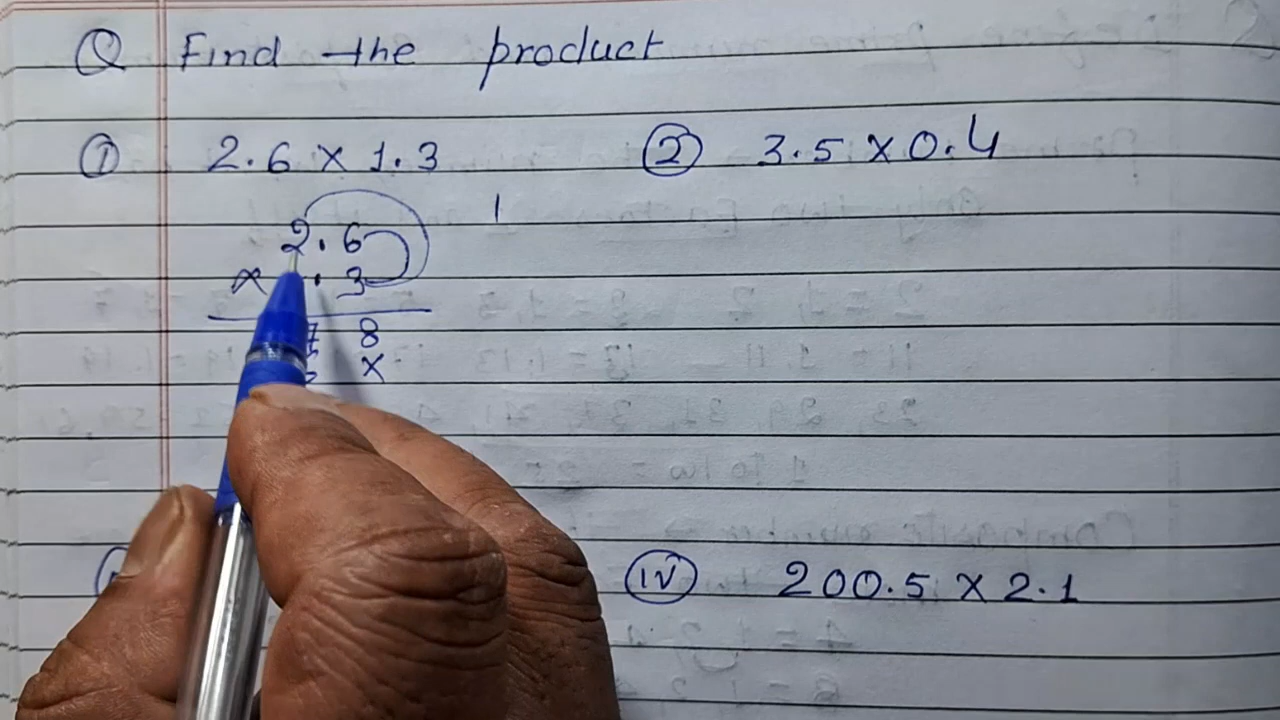 Q Find the product
① 2.6 x 1.3 ② 3.5 x 0.4
1
2.6
x .3
7 8
x
iv 200.5 x 2.1